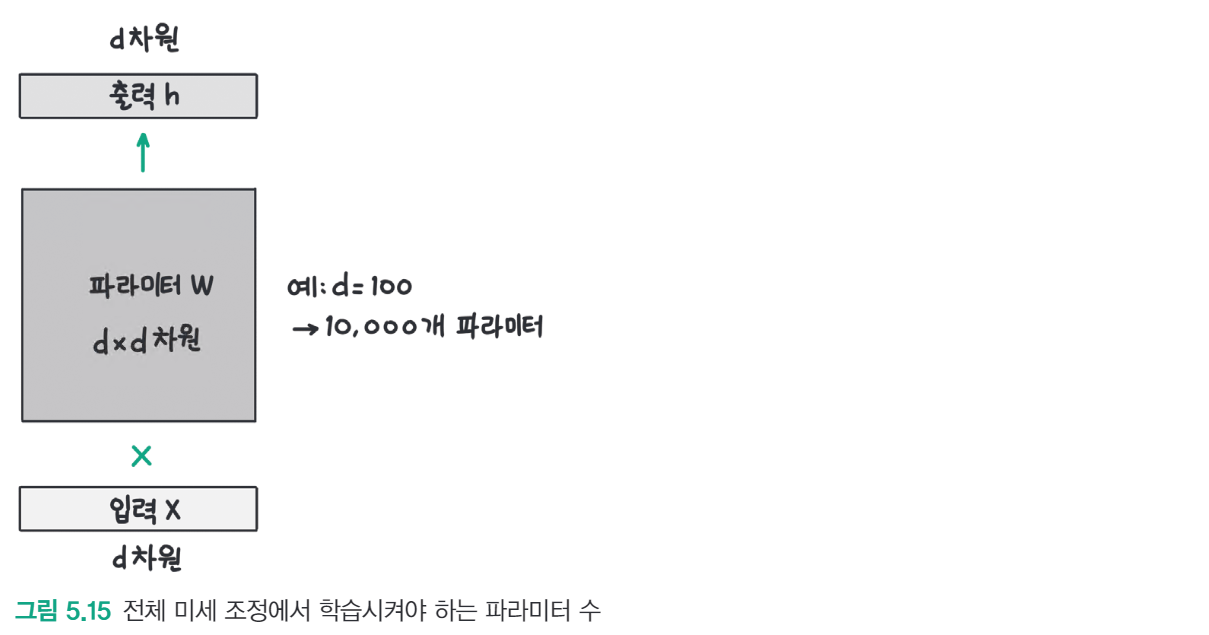 d차원
출력 h
파라미터 W
d×d 차원
예: d=100
→10,000개 파라미터
×
입력 X
d차원
그림 5.15 전체 미세 조정에서 학습시켜야 하는 파라미터 수